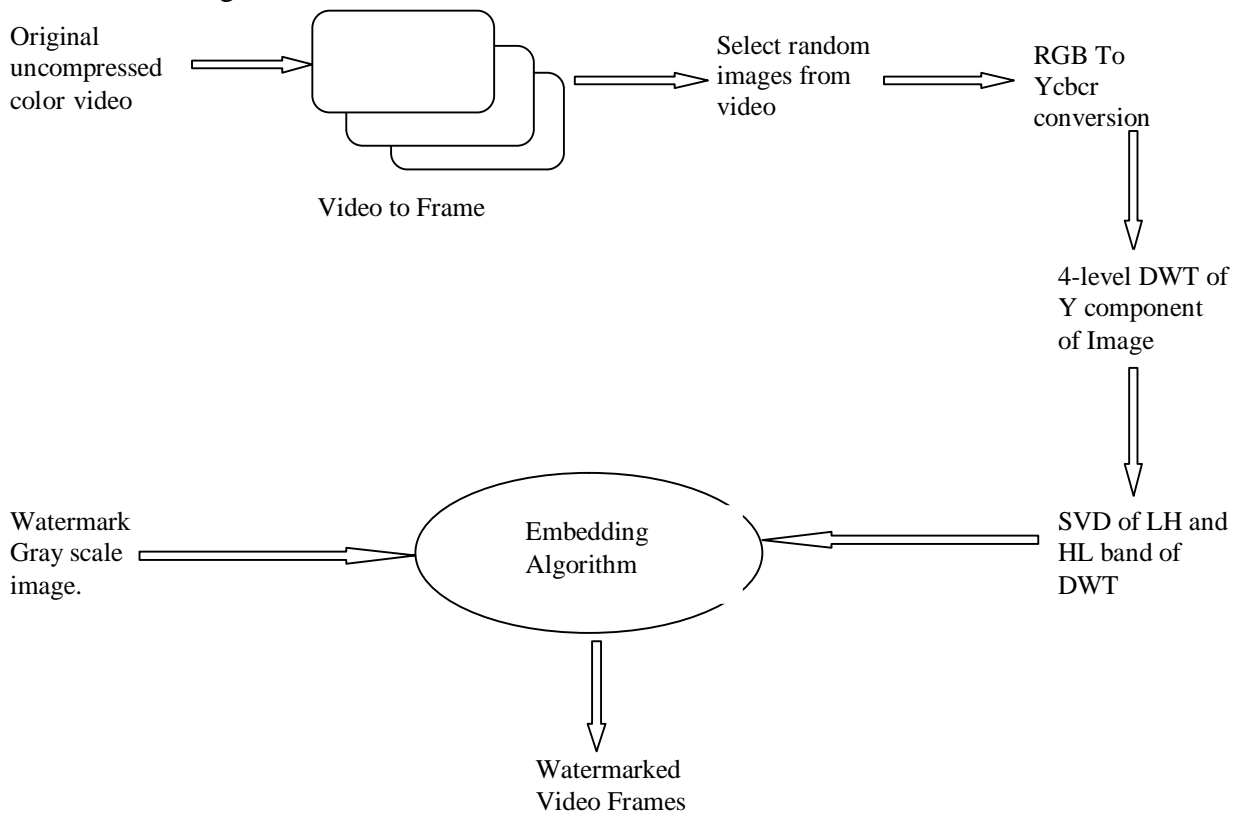 Original
uncompressed
color video
Video to Frame
Select random
images from
video
RGB To
Ycbcr
conversion
4-level DWT of
Y component
of Image
SVD of LH and
HL band of
DWT
Embedding
Algorithm
Watermark
Gray scale
image.
Watermarked
Video Frames